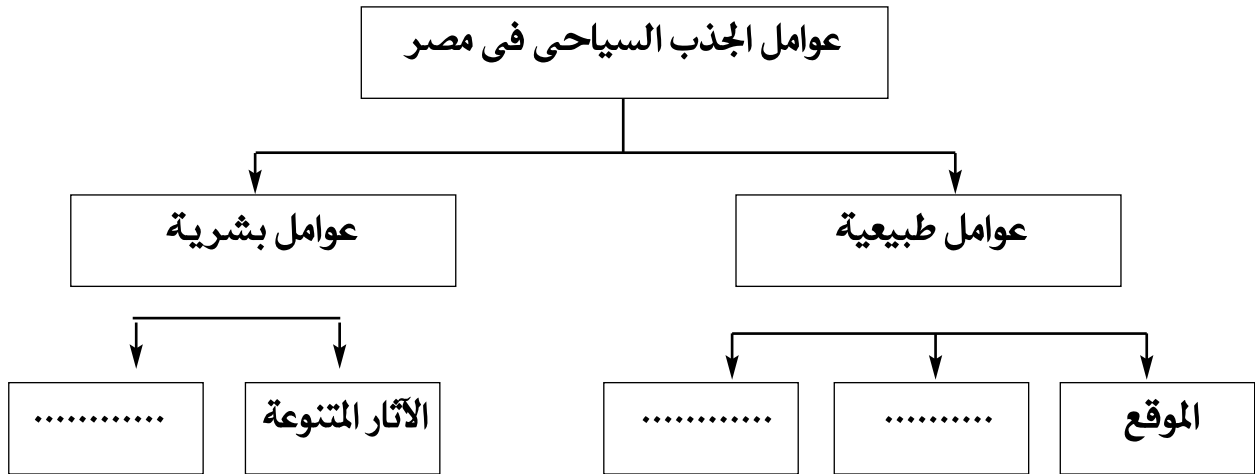 عوامل الجذب السياحى فى مصر
عوامل طبيعية
عوامل بشرية
الموقع
..........
............
الآثار المتنوعة
............